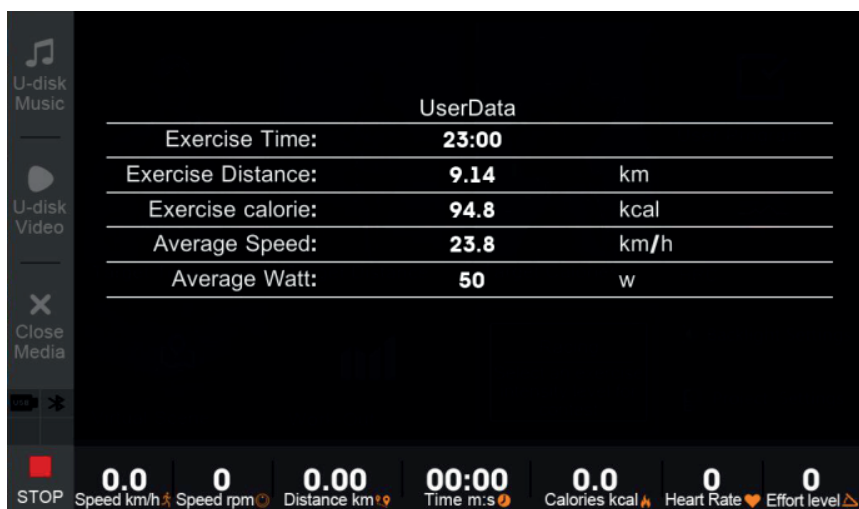 U-disk
Music
U-disk
Video
Close
Media
USB
STOP
UserData
Exercise Time: 23:00
Exercise Distance: 9.14 km
Exercise calorie: 94.8 kcal
Average Speed: 23.8 km/h
Average Watt: 50 w
0.0 0 0.00 00:00 0.0 0 0
Speed km/h Speed rpm Distance km Time m:s Calories kcal Heart Rate Effort level